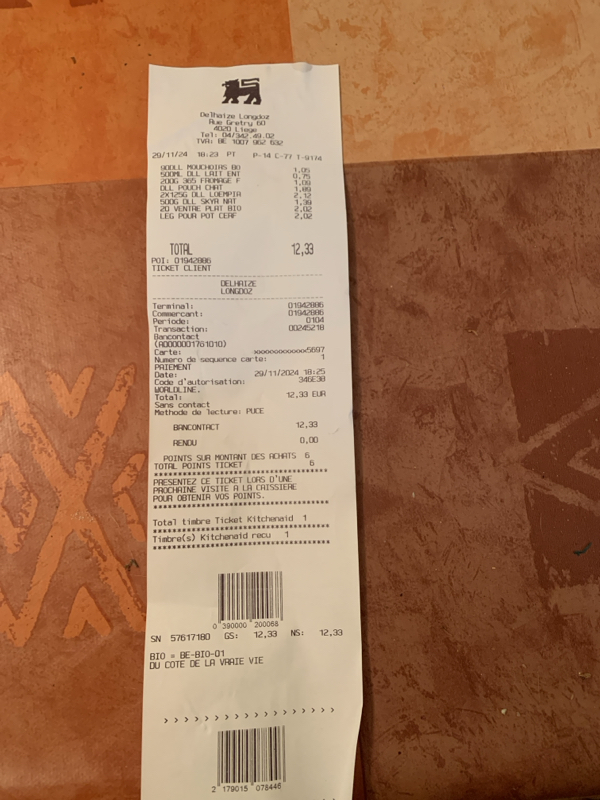 Delhaize Longdoz
Rue Gretry 60
4020 Liege
Tel: 04/342.49.02
TVA: BE 1007 962 632
29/11/24 18:23 PT P-14 C-77 T-9174
90DLL MOUCHOIRS BO 1,05
500ML DLL LAIT ENT 0,75
200G 365 FROMAGE F 1,09
DLL POUCH CHAT 1,89
2X125G DLL LOEMPIA 2,12
500G DLL SKYR NAT 1,39
20 VENTRE PLAT BIO 2,02
LEG POUR POT CERF 2,02
TOTAL 12,33
POI: 01942886
TICKET CLIENT
DELHAIZE
LONGDOZ
Terminal: 01942886
Commercant: 01942886
Periode: 0104
Transaction: 00245218
Bancontact
(A0000001761010)
Carte: xxxxxxxxxxxxx5697
Numero de sequence carte: 1
PAIEMENT
Date: 29/11/2024 18:25
Code d'autorisation: 346E38
WORLDLINE.
Total: 12,33 EUR
Sans contact
Methode de lecture: PUCE
BANCONTACT 12,33
RENDU 0,00
POINTS SUR MONTANT DES ACHATS 6
TOTAL POINTS TICKET 6
PRESENTEZ CE TICKET LORS D'UNE
PROCHAINE VISITE A LA CAISSIERE
POUR OBTENIR VOS POINTS.
Total timbre Ticket Kitchenaid 1
Timbre(s) Kitchenaid recu 1
0 390000 200068
SN 57617180 GS: 12,33 NS: 12,33
BIO = BE-BIO-01
DU COTE DE LA VRAIE VIE
2 179015 078446